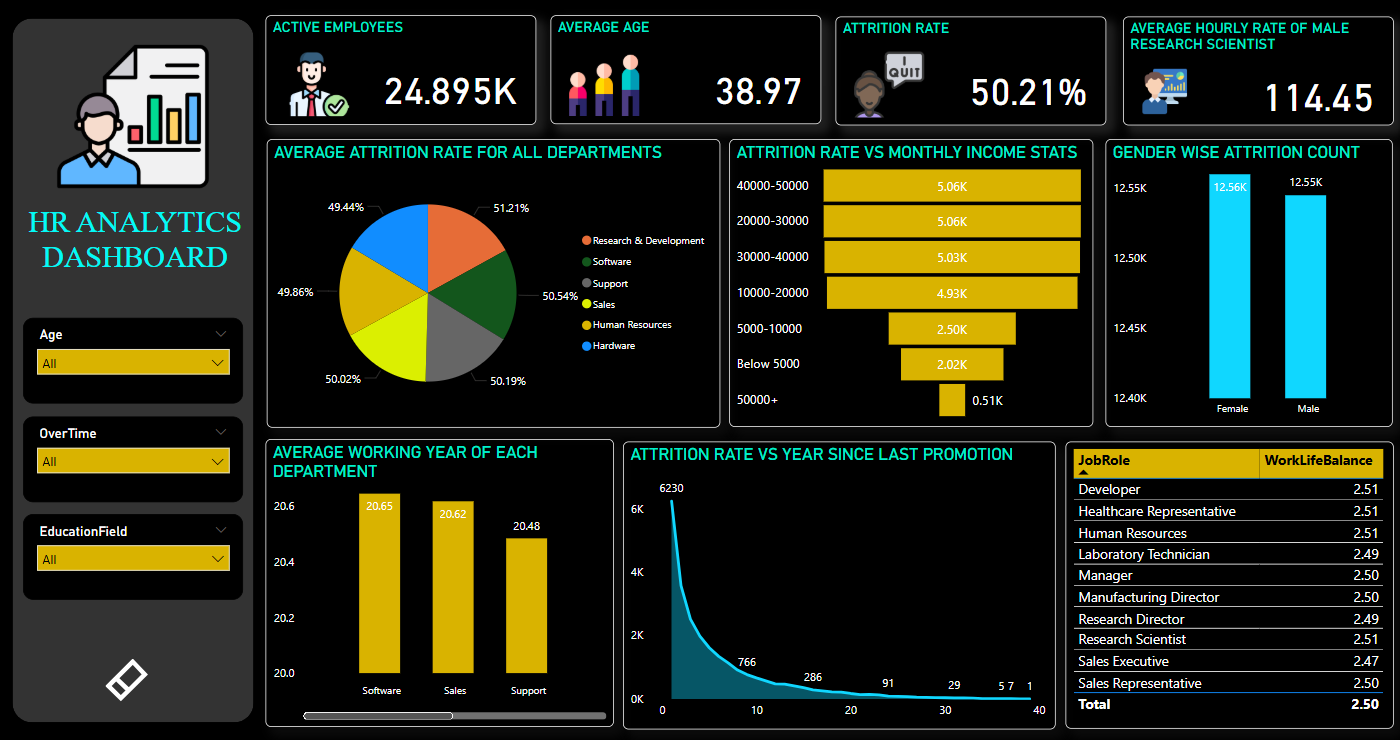 HR ANALYTICS
DASHBOARD
Age
All
OverTime
All
EducationField
All
ACTIVE EMPLOYEES
24.895K
AVERAGE AGE
38.97
ATTRITION RATE
I
QUIT
50.21%
AVERAGE HOURLY RATE OF MALE
RESEARCH SCIENTIST
114.45
AVERAGE ATTRITION RATE FOR ALL DEPARTMENTS
49.44%
51.21%
49.86%
50.54%
50.02%
50.19%
Research & Development
Software
Support
Sales
Human Resources
Hardware
ATTRITION RATE VS MONTHLY INCOME STATS
40000-50000 5.06K
20000-30000 5.06K
30000-40000 5.03K
10000-20000 4.93K
5000-10000 2.50K
Below 5000 2.02K
50000+ 0.51K
GENDER WISE ATTRITION COUNT
12.55K
12.50K
12.45K
12.40K
12.56K
12.55K
Female Male
AVERAGE WORKING YEAR OF EACH
DEPARTMENT
20.6
20.4
20.2
20.0
20.65
20.62
20.48
Software Sales Support
ATTRITION RATE VS YEAR SINCE LAST PROMOTION
6K
4K
2K
0K
6230
766
286
91
29
5 7
1
0 10 20 30 40
JobRole WorkLifeBalance
Developer 2.51
Healthcare Representative 2.51
Human Resources 2.51
Laboratory Technician 2.49
Manager 2.50
Manufacturing Director 2.50
Research Director 2.49
Research Scientist 2.51
Sales Executive 2.47
Sales Representative 2.50
Total 2.50